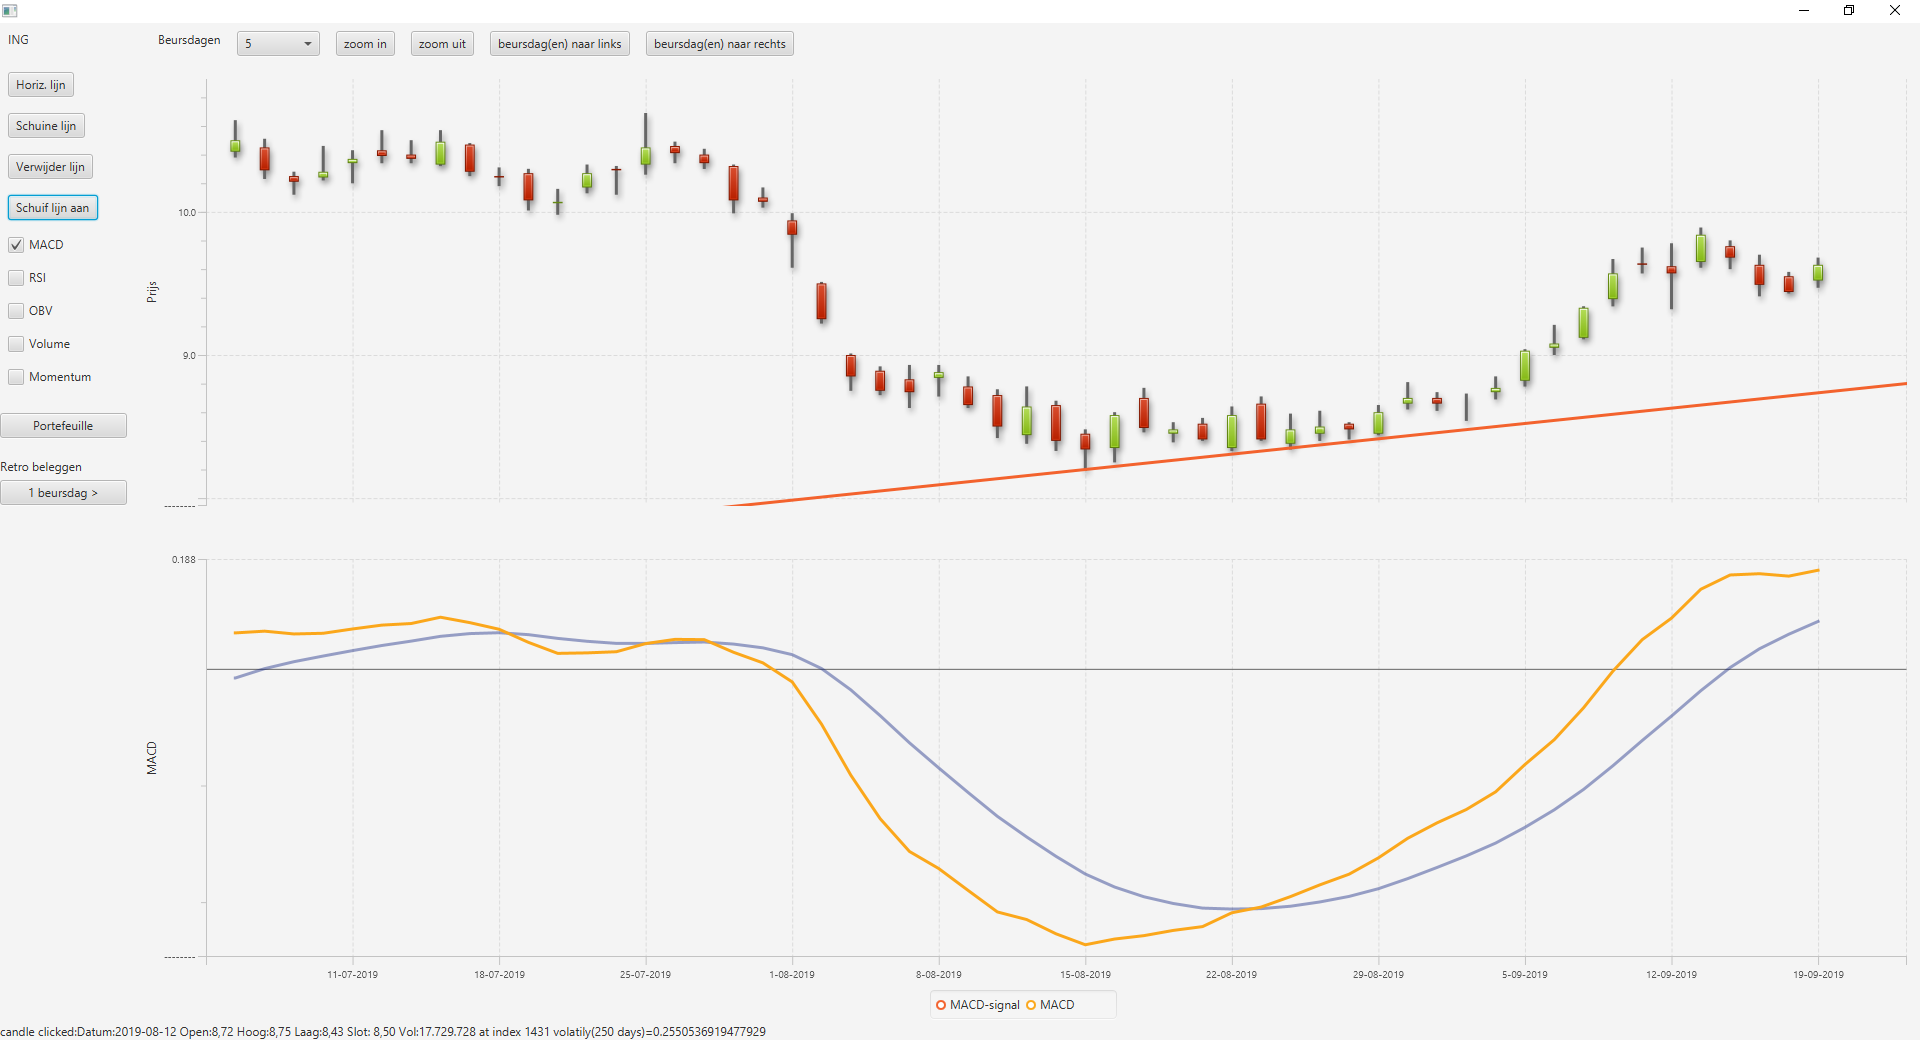 ING
Beursdagen 5 zoom in zoom uit beursdag(en) naar links beursdag(en) naar rechts
Horiz. lijn
Schuine lijn
Verwijder lijn
Schuif lijn aan
MACD
RSI
OBV
Volume
Momentum
Portefeuille
Retro beleggen
1 beursdag >
Prijs
10.0
9.0
--------
MACD
0.188
--------
11-07-2019 18-07-2019 25-07-2019 1-08-2019 8-08-2019 15-08-2019 22-08-2019 29-08-2019 5-09-2019 12-09-2019 19-09-2019
MACD-signal MACD
candle clicked:Datum:2019-08-12 Open:8,72 Hoog:8,75 Laag:8,43 Slot: 8,50 Vol:17.729.728 at index 1431 volatily(250 days)=0.2550536919477929